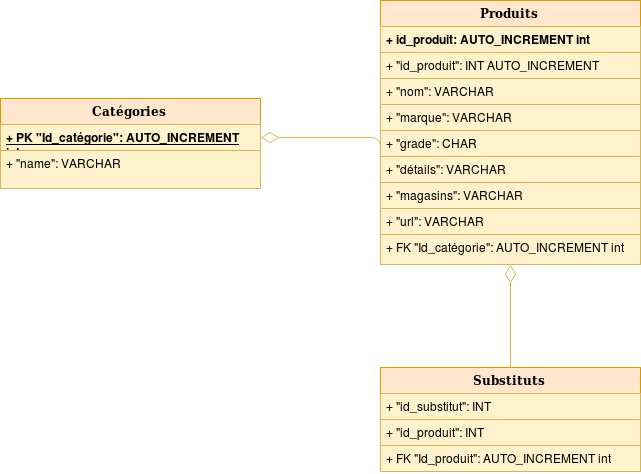 Produits
+ id_produit: AUTO_INCREMENT int
+ "id_produit": INT AUTO_INCREMENT
+ "nom": VARCHAR
+ "marque": VARCHAR
+ "grade": CHAR
+ "détails": VARCHAR
+ "magasins": VARCHAR
+ "url": VARCHAR
+ FK "Id_catégorie": AUTO_INCREMENT int
Catégories
+ PK "Id_catégorie": AUTO_INCREMENT
+ "name": VARCHAR
Substituts
+ "id_substitut": INT
+ "id_produit": INT
+ FK "Id_produit": AUTO_INCREMENT int